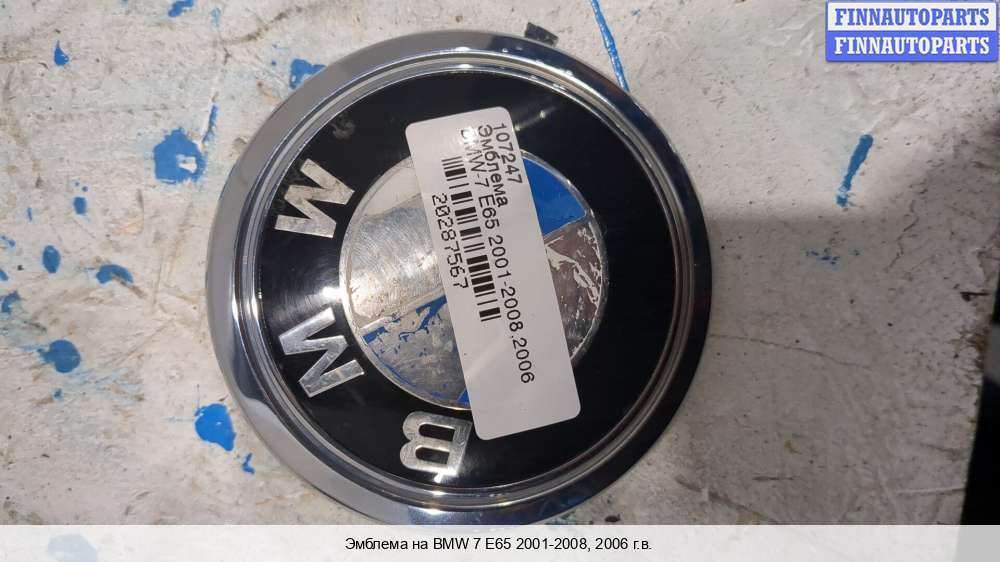 FINNAUTOPARTS
FINNAUTOPARTS
BMW
107247
Эмблема
BMW-7 E65 2001-2008,2006
20287567
Эмблема на BMW 7 E65 2001-2008, 2006 г.в.